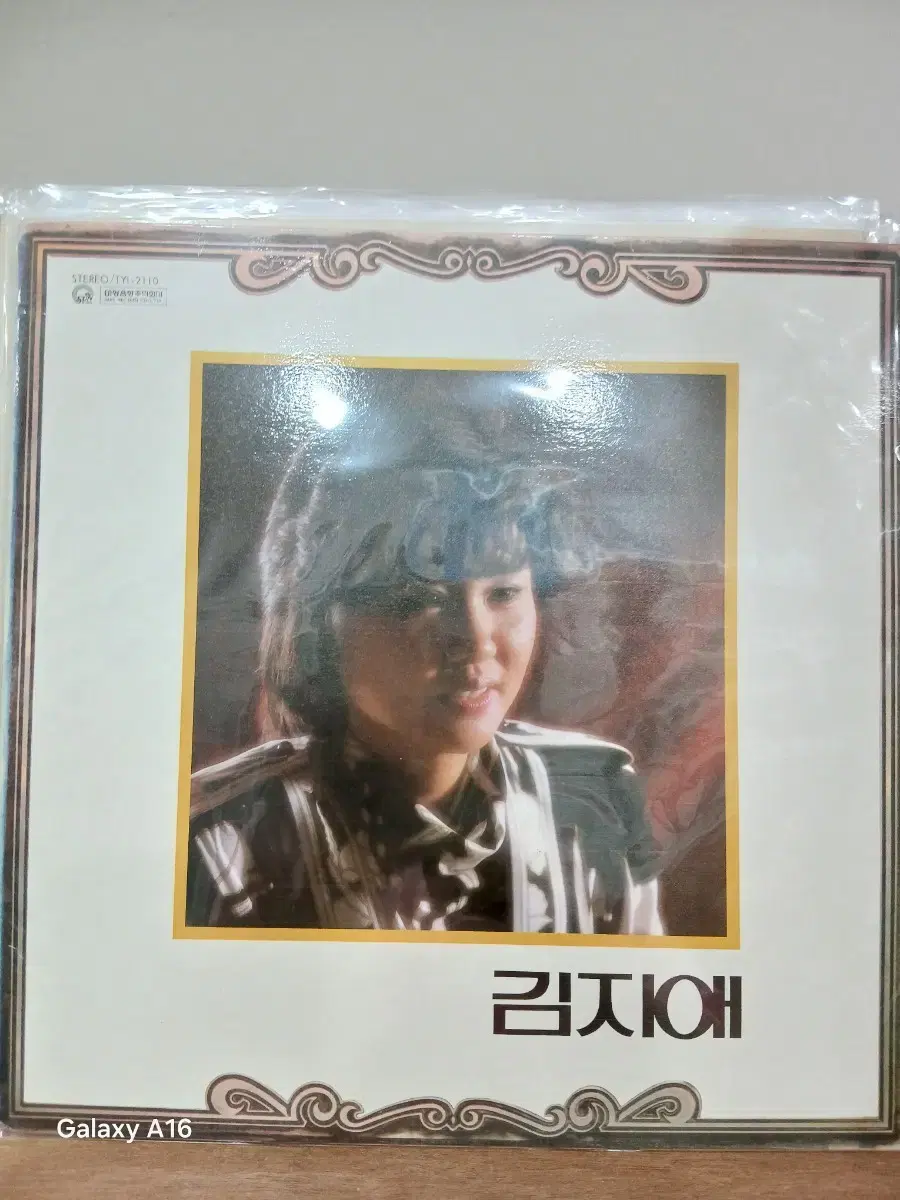 STEREO/TYL-2110
김지애
Galaxy A16